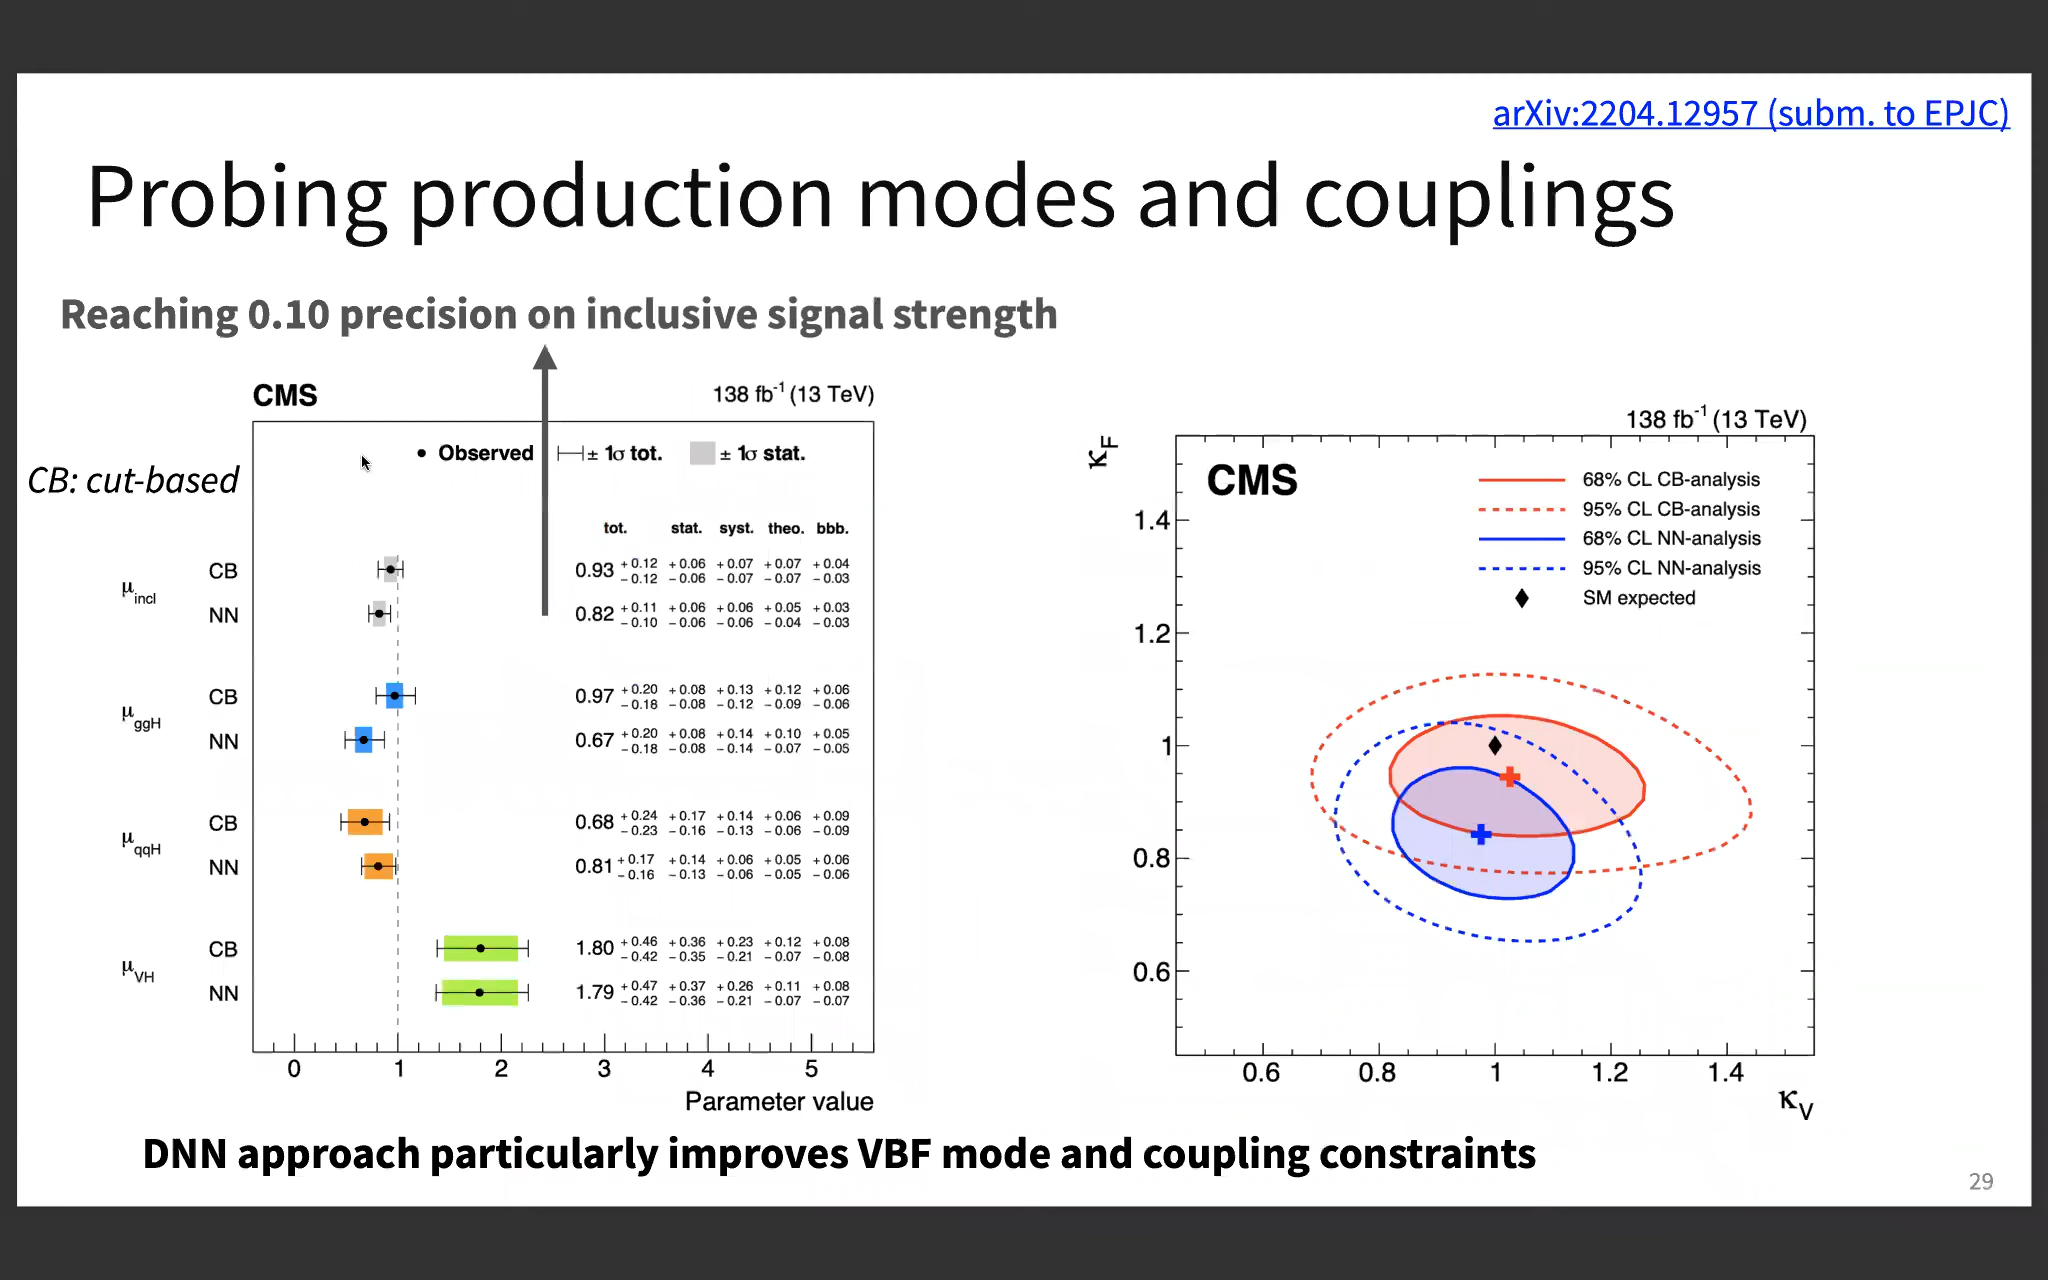 arXiv:2204.12957 (subm. to EPJC)
Probing production modes and couplings
Reaching 0.10 precision on inclusive signal strength
CMS 138 fb-1 (13 TeV)
• Observed ± 1σ tot. ± 1σ stat.
CB: cut-based
tot. stat. syst. theo. bbb.
μincl
CB 0.93 +0.12 −0.12 +0.06 −0.06 +0.07 −0.07 +0.07 −0.07 +0.04 −0.03
NN 0.82 +0.11 −0.10 +0.06 −0.06 +0.06 −0.06 +0.05 −0.04 +0.03 −0.03
μggH
CB 0.97 +0.20 −0.18 +0.08 −0.08 +0.13 −0.12 +0.12 −0.09 +0.06 −0.06
NN 0.67 +0.20 −0.18 +0.08 −0.08 +0.14 −0.14 +0.10 −0.07 +0.05 −0.05
μqqH
CB 0.68 +0.24 −0.23 +0.17 −0.16 +0.14 −0.13 +0.06 −0.06 +0.09 −0.09
NN 0.81 +0.17 −0.16 +0.14 −0.13 +0.06 −0.06 +0.05 −0.05 +0.06 −0.06
μVH
CB 1.80 +0.46 −0.42 +0.36 −0.35 +0.23 −0.21 +0.12 −0.07 +0.08 −0.08
NN 1.79 +0.47 −0.42 +0.37 −0.36 +0.26 −0.21 +0.11 −0.07 +0.08 −0.07
0 1 2 3 4 5
Parameter value
138 fb-1 (13 TeV)
κF
CMS
68% CL CB-analysis
95% CL CB-analysis
68% CL NN-analysis
95% CL NN-analysis
SM expected
1.4
1.2
1
0.8
0.6
0.6 0.8 1 1.2 1.4
κV
DNN approach particularly improves VBF mode and coupling constraints
29